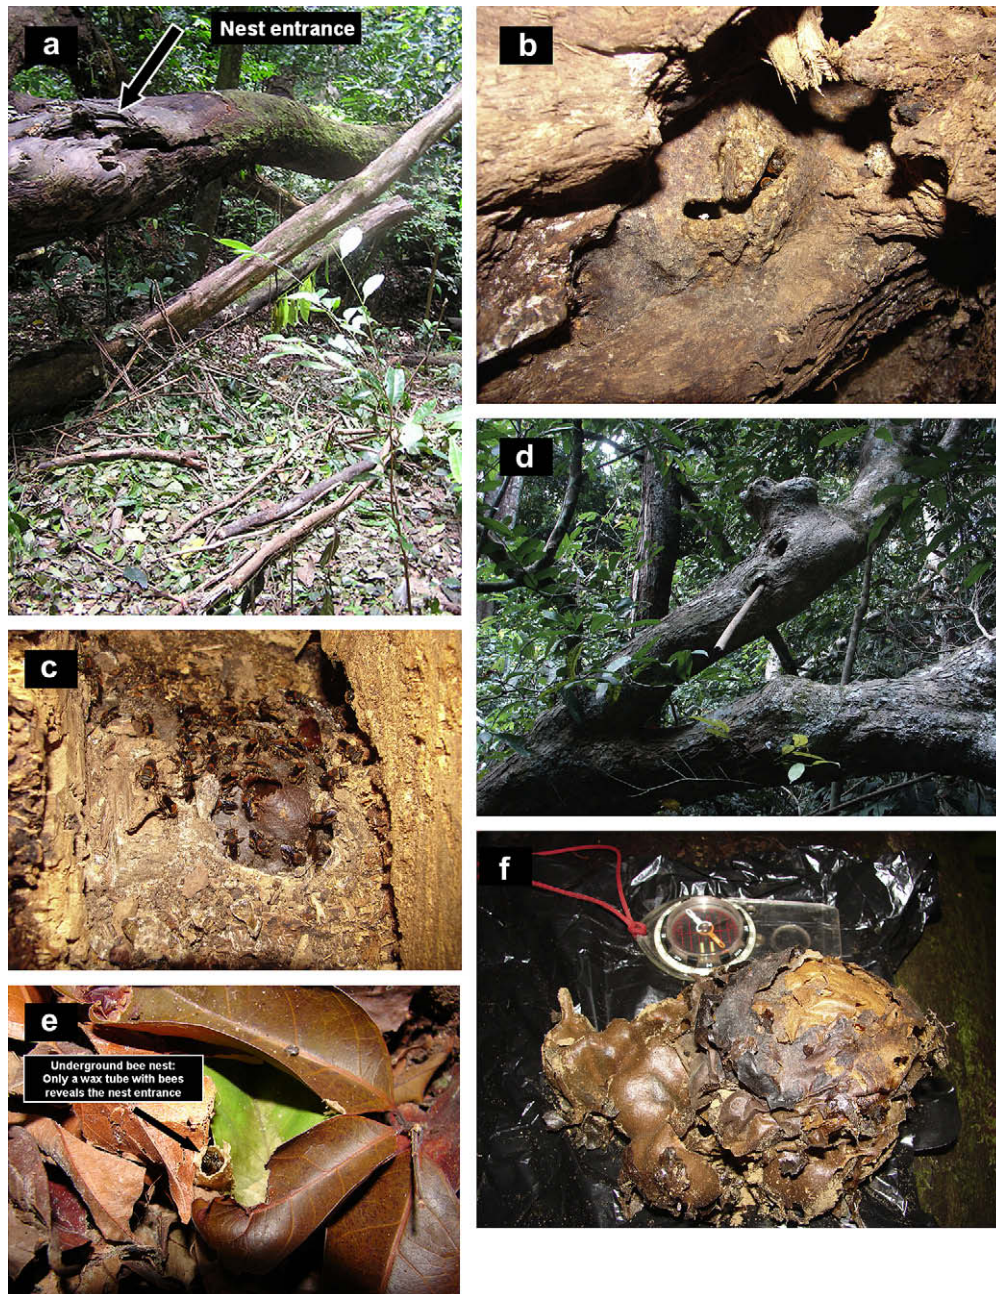 a
Nest entrance
b
c
d
e
Underground bee nest:
Only a wax tube with bees
reveals the nest entrance
f